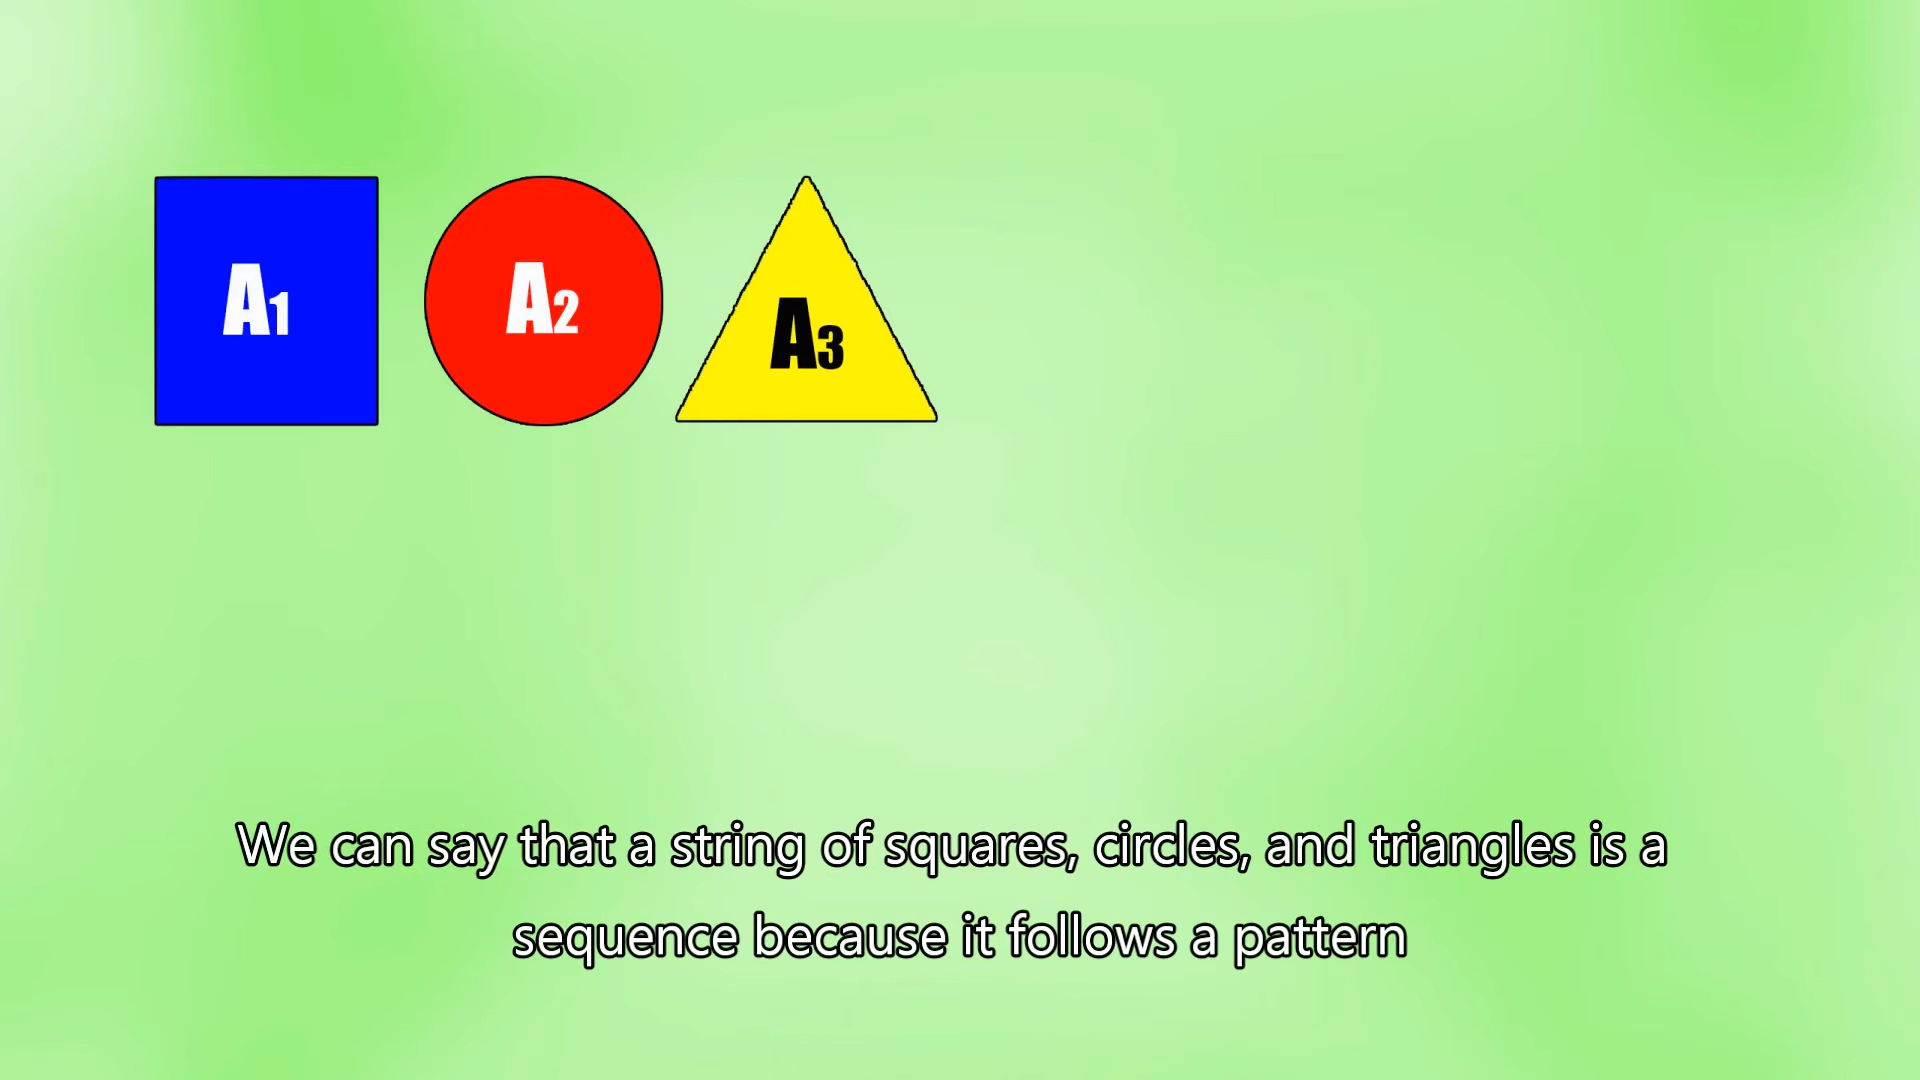 A1 A2 A3
We can say that a string of squares, circles, and triangles is a
sequence because it follows a pattern